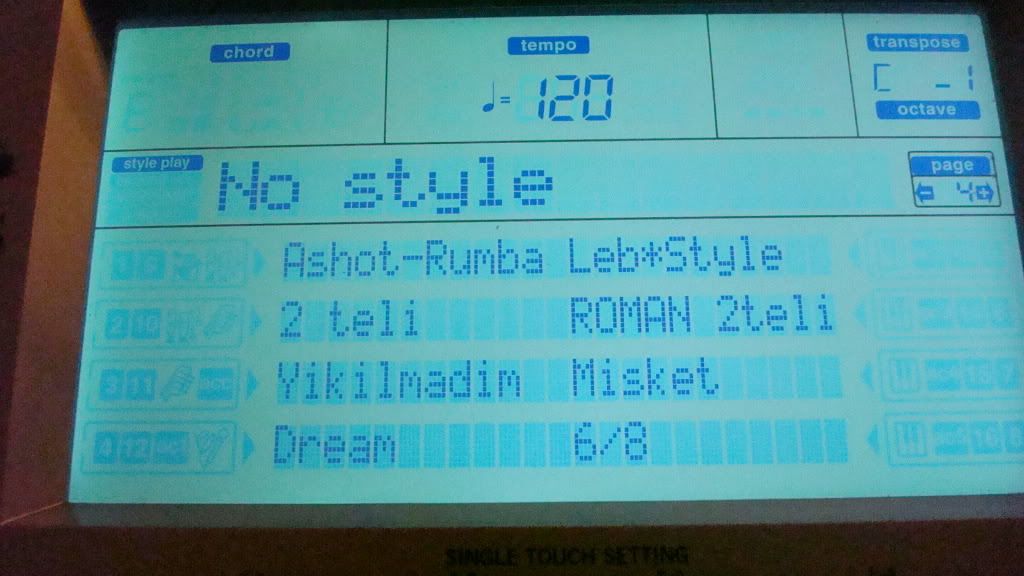 chord
tempo
♩= 120
transpose
[ -1
octave
style play
No style
page
4
Ashot-Rumba Leb*Style
2 teli ROMAN 2teli
Yikilmadim Misket
Dream 6/8
SINGLE TOUCH SETTING